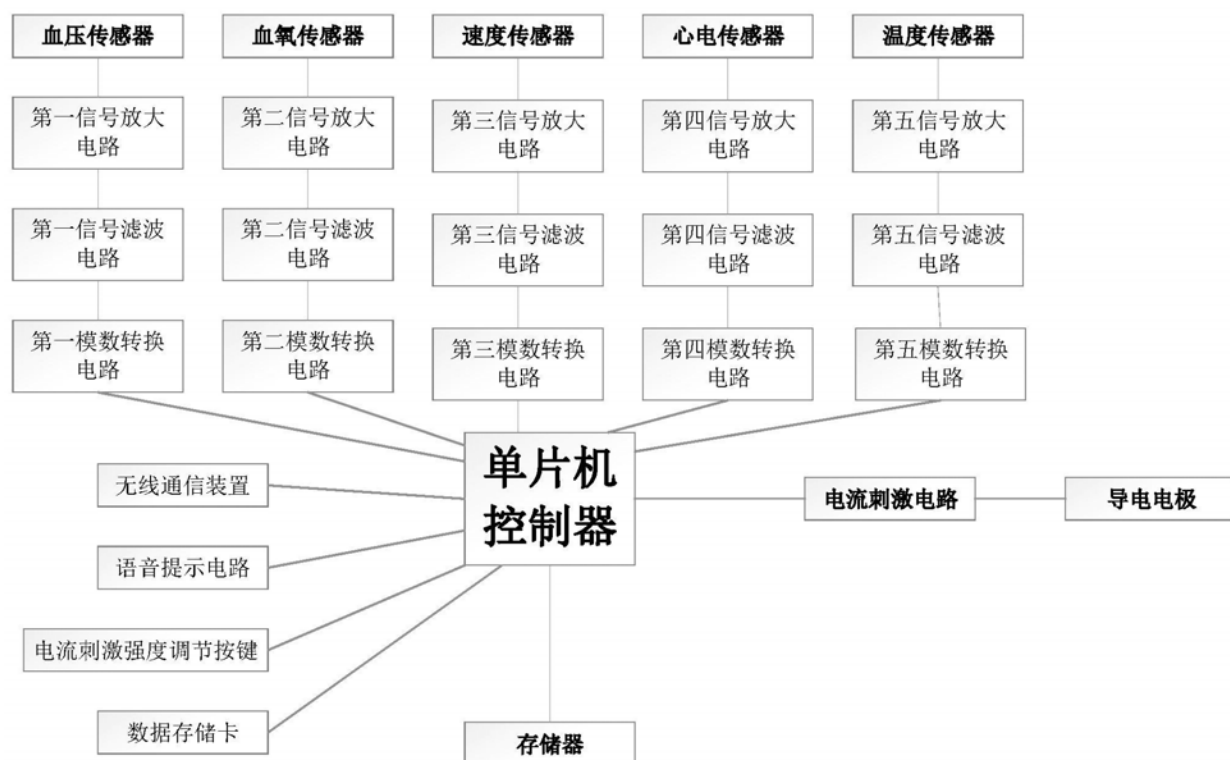 血压传感器
血氧传感器
速度传感器
心电传感器
温度传感器
第一信号放大
电路
第二信号放大
电路
第三信号放大
电路
第四信号放大
电路
第五信号放大
电路
第一信号滤波
电路
第二信号滤波
电路
第三信号滤波
电路
第四信号滤波
电路
第五信号滤波
电路
第一模数转换
电路
第二模数转换
电路
第三模数转换
电路
第四模数转换
电路
第五模数转换
电路
单片机
控制器
无线通信装置
语音提示电路
电流刺激强度调节按键
数据存储卡
电流刺激电路
导电电极
存储器